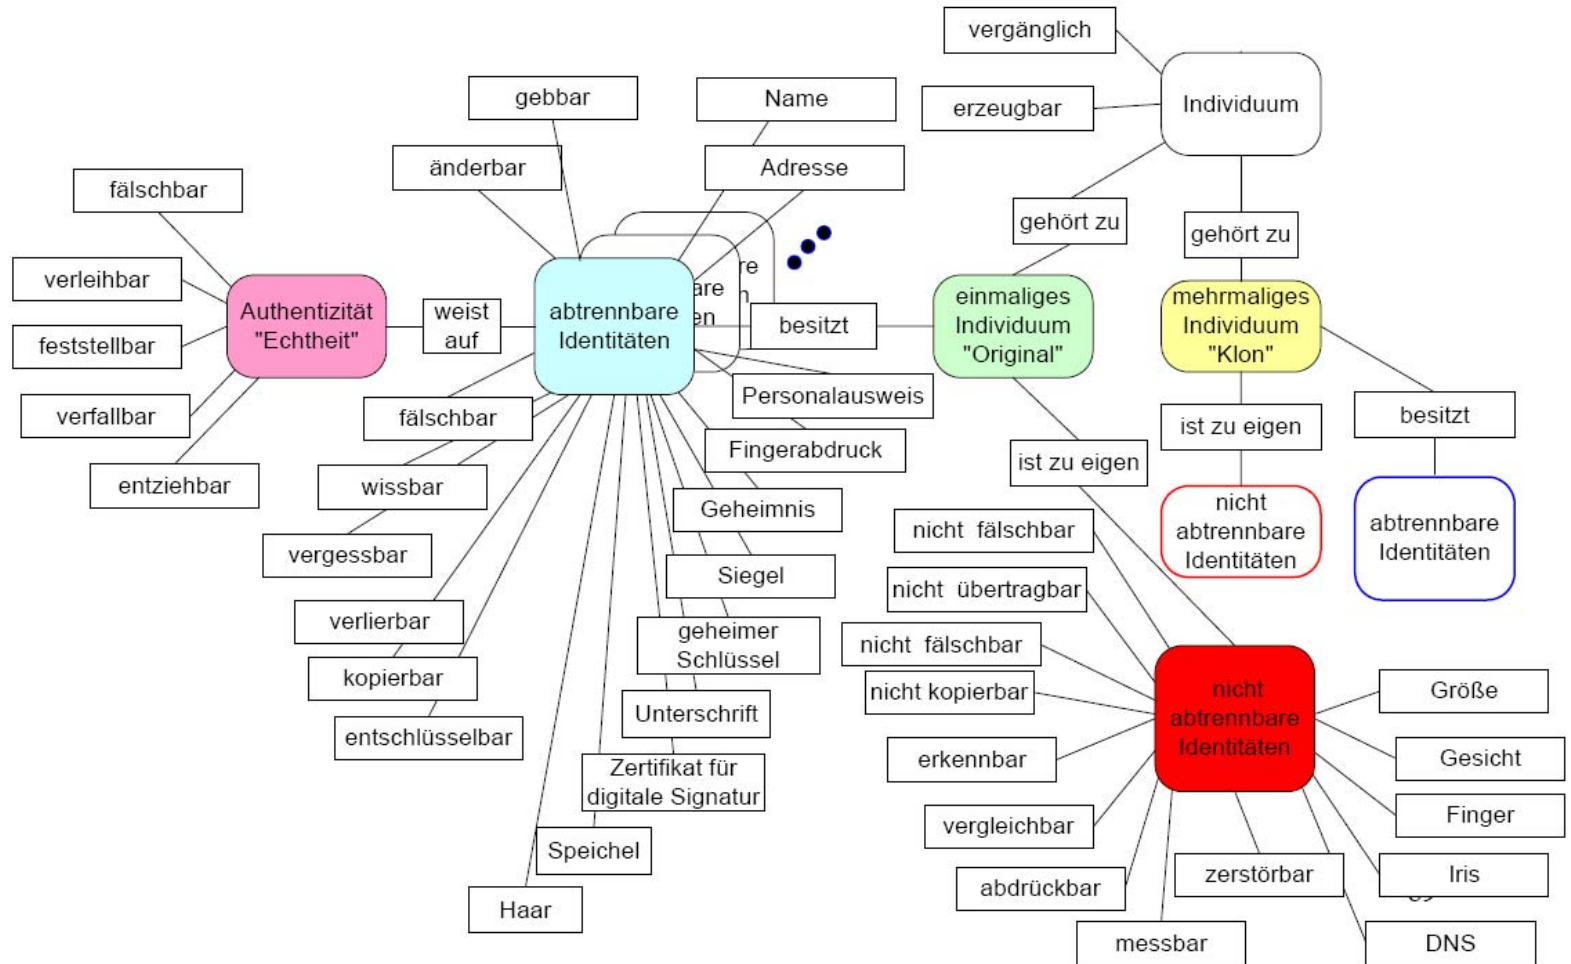 vergänglich
Individuum
erzeugbar
gebbar
Name
änderbar
Adresse
fälschbar
gehört zu
gehört zu
verleihbar
feststellbar
verfallbar
entziehbar
Authentizität
"Echtheit"
weist
auf
abtrennbare
Identitäten
re
n
are
en
besitzt
einmaliges
Individuum
"Original"
mehrmaliges
Individuum
"Klon"
Personalausweis
fälschbar
Fingerabdruck
wissbar
Geheimnis
vergessbar
Siegel
verlierbar
geheimer
Schlüssel
kopierbar
Unterschrift
entschlüsselbar
Zertifikat für
digitale Signatur
Speichel
Haar
ist zu eigen
ist zu eigen
besitzt
nicht
abtrennbare
Identitäten
abtrennbare
Identitäten
nicht fälschbar
nicht übertragbar
nicht fälschbar
nicht kopierbar
erkennbar
vergleichbar
abdrückbar
messbar
zerstörbar
nicht
abtrennbare
Identitäten
Größe
Gesicht
Finger
Iris
DNS